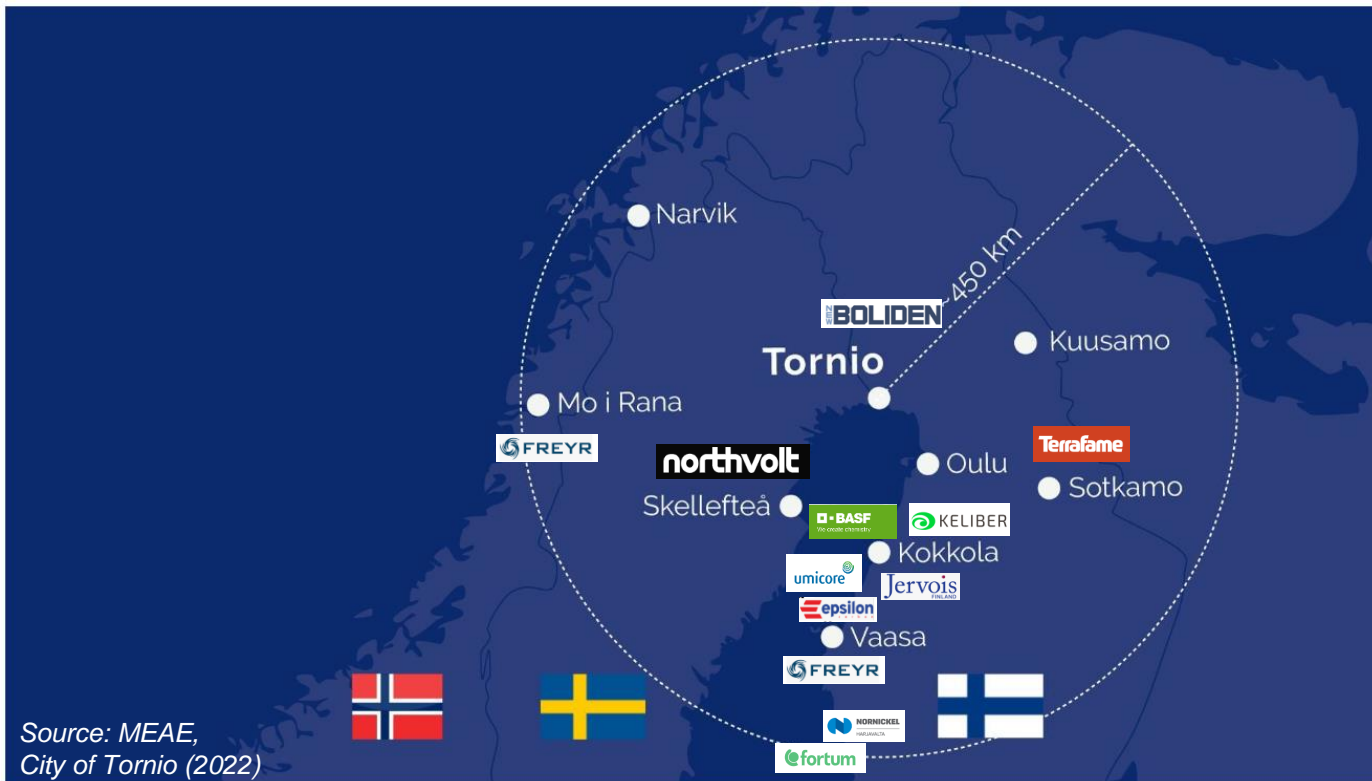 Narvik
~450 km
NEW BOLIDEN
Kuusamo
Tornio
Mo i Rana
FREYR
Terrafame
northvolt
Oulu
Sotkamo
Skellefteå
BASF
We create chemistry
KELIBER
Kokkola
umicore
Jervois
FINLAND
epsilon
Vaasa
FREYR
NORNICKEL
HARJAVALTA
fortum
Source: MEAE,
City of Tornio (2022)